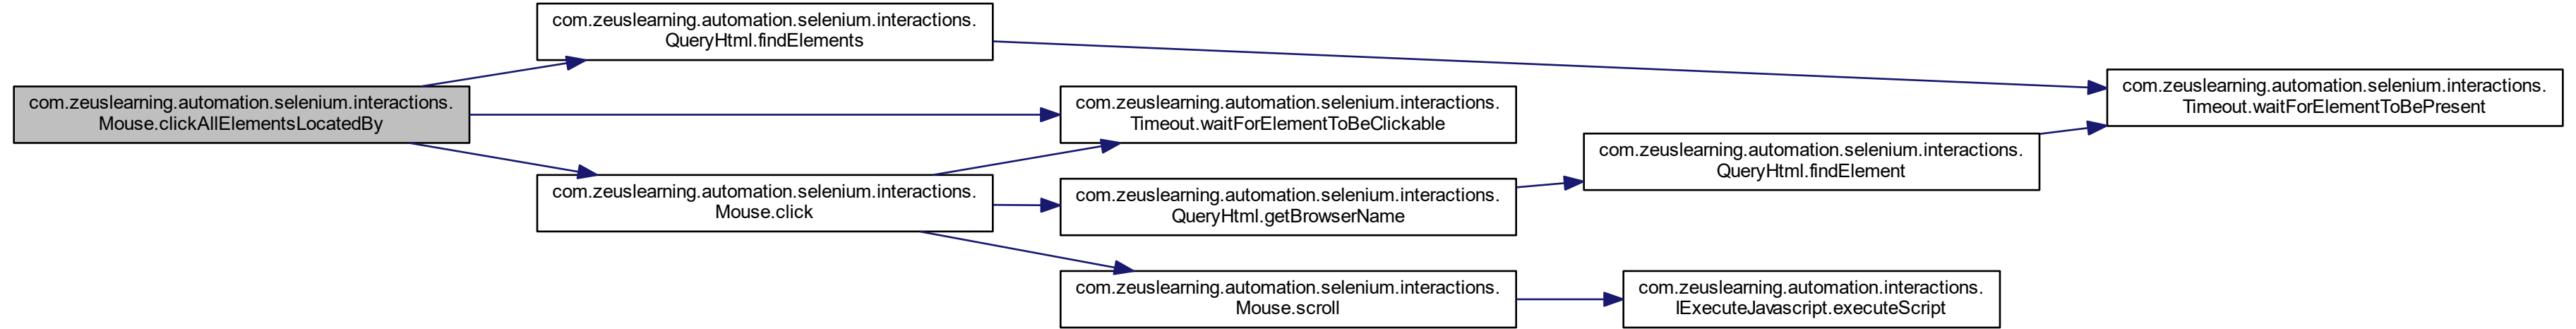 com.zeuslearning.automation.selenium.interactions.
Mouse.clickAllElementsLocatedBy
com.zeuslearning.automation.selenium.interactions.
QueryHtml.findElements
com.zeuslearning.automation.selenium.interactions.
Timeout.waitForElementToBeClickable
com.zeuslearning.automation.selenium.interactions.
Mouse.click
com.zeuslearning.automation.selenium.interactions.
QueryHtml.getBrowserName
com.zeuslearning.automation.selenium.interactions.
Mouse.scroll
com.zeuslearning.automation.selenium.interactions.
QueryHtml.findElement
com.zeuslearning.automation.interactions.
IExecuteJavascript.executeScript
com.zeuslearning.automation.selenium.interactions.
Timeout.waitForElementToBePresent